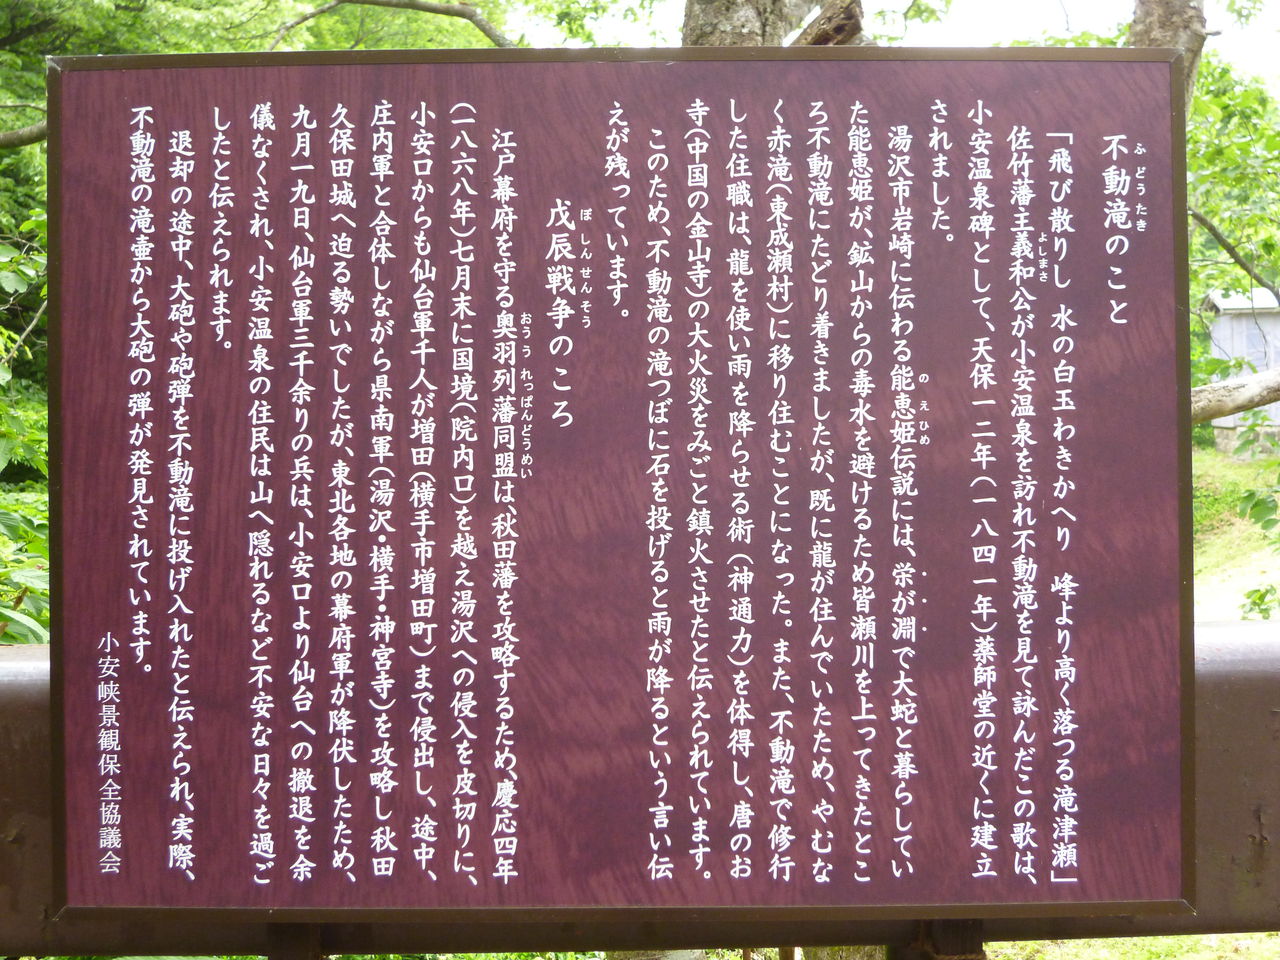 不動滝のこと
「飛び散りし 水の白玉わきかへり 峰より高く落つる滝津瀬」
佐竹藩主義和公が小安温泉を訪れ不動滝を見て詠んだこの歌は、
小安温泉碑として、天保一二年(一八四一年)薬師堂の近くに建立
されました。
湯沢市岩崎に伝わる能恵姫伝説には、栄が淵で大蛇と暮らしてい
た能恵姫が、鉱山からの毒水を避けるため皆瀬川を上ってきたとこ
ろ不動滝にたどり着きましたが、既に龍が住んでいたため、やむな
く赤滝(東成瀬村)に移り住むことになった。また、不動滝で修行
した住職は、龍を使い雨を降らせる術(神通力)を体得し、唐のお
寺(中国の金山寺)の大火災をみごと鎮火させたと伝えられています。
このため、不動滝の滝つぼに石を投げると雨が降るという言い伝
えが残っています。
戊辰戦争のころ
江戸幕府を守る奥羽列藩同盟は、秋田藩を攻略するため、慶応四年
(一八六八年)七月末に国境(院内口)を越え湯沢への侵入を皮切りに、
小安口からも仙台軍千人が増田(横手市増田町)まで侵出し、途中、
庄内軍と合体しながら県南軍(湯沢・横手・神宮寺)を攻略し秋田
久保田城へ迫る勢いでしたが、東北各地の幕府軍が降伏したため、
九月一九日、仙台軍三千余りの兵は、小安口より仙台への撤退を余
儀なくされ、小安温泉の住民は山へ隠れるなど不安な日々を過ご
したと伝えられます。
退却の途中、大砲や砲弾を不動滝に投げ入れたと伝えられ、実際、
不動滝の滝壷から大砲の弾が発見されています。
小安峡景観保全協議会